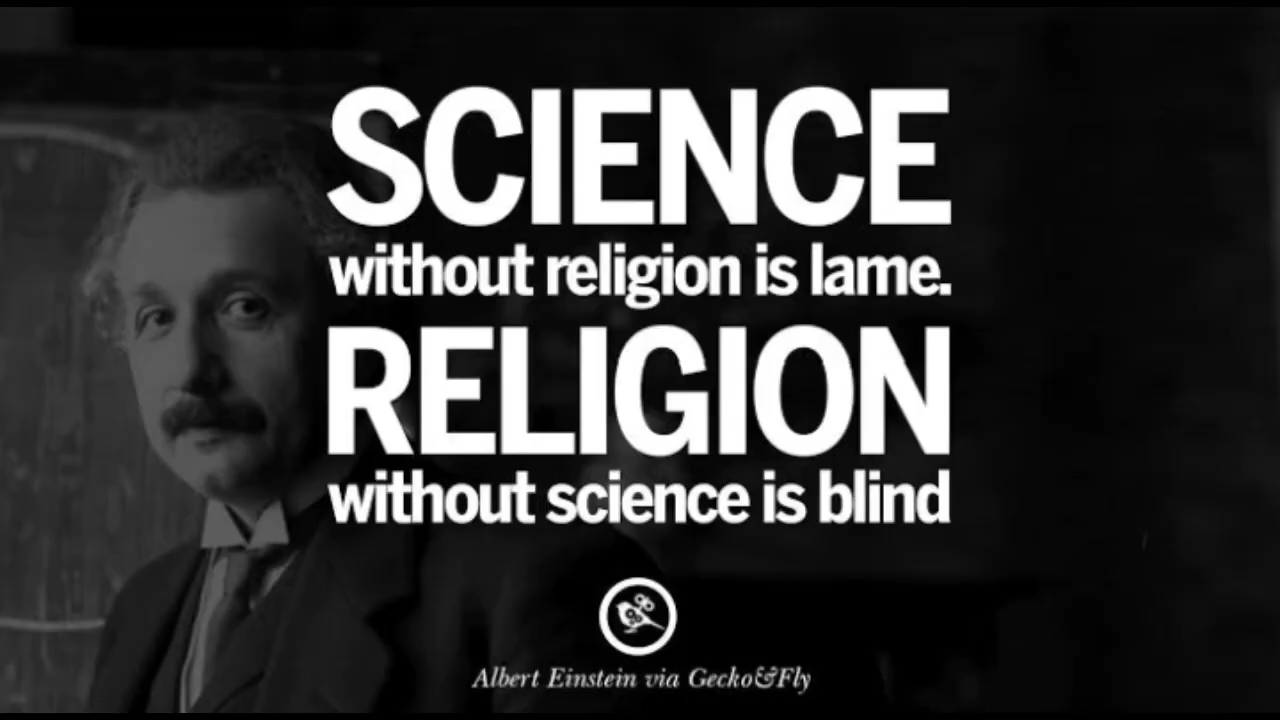 SCIENCE
without religion is lame.
RELIGION
without science is blind
Albert Einstein via Gecko&Fly